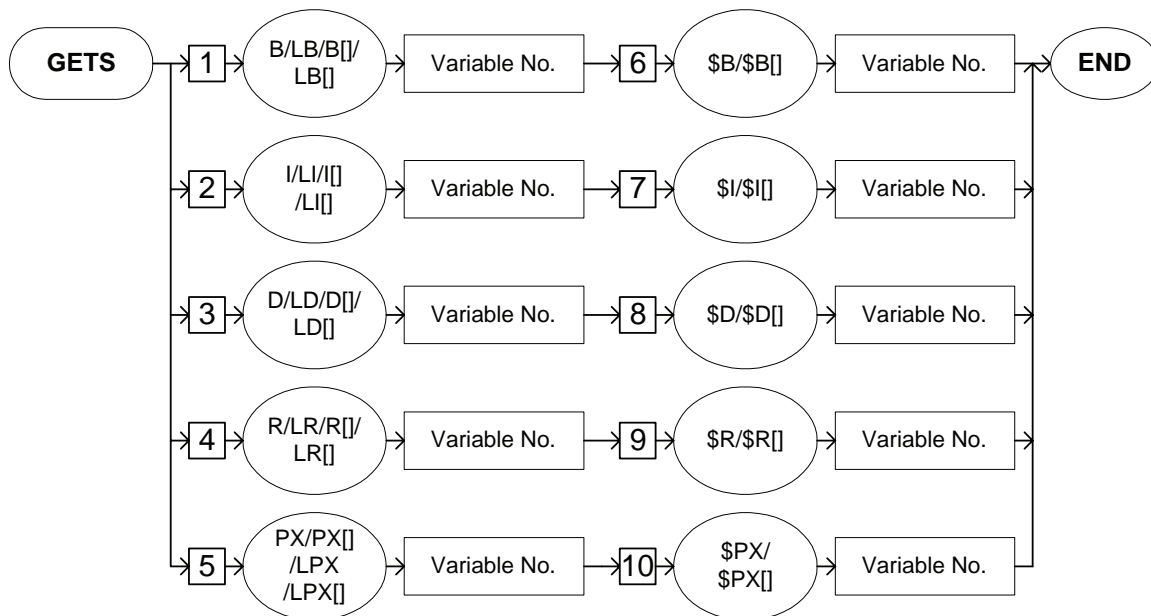 GETS
1
B/LB/B[]/
LB[]
Variable No.
6
$B/$B[]
Variable No.
END
2
I/LI/I[]
/LI[]
Variable No.
7
$I/$I[]
Variable No.
3
D/LD/D[]/
LD[]
Variable No.
8
$D/$D[]
Variable No.
4
R/LR/R[]/
LR[]
Variable No.
9
$R/$R[]
Variable No.
5
PX/PX[]
/LPX
/LPX[]
Variable No.
10
$PX/
$PX[]
Variable No.